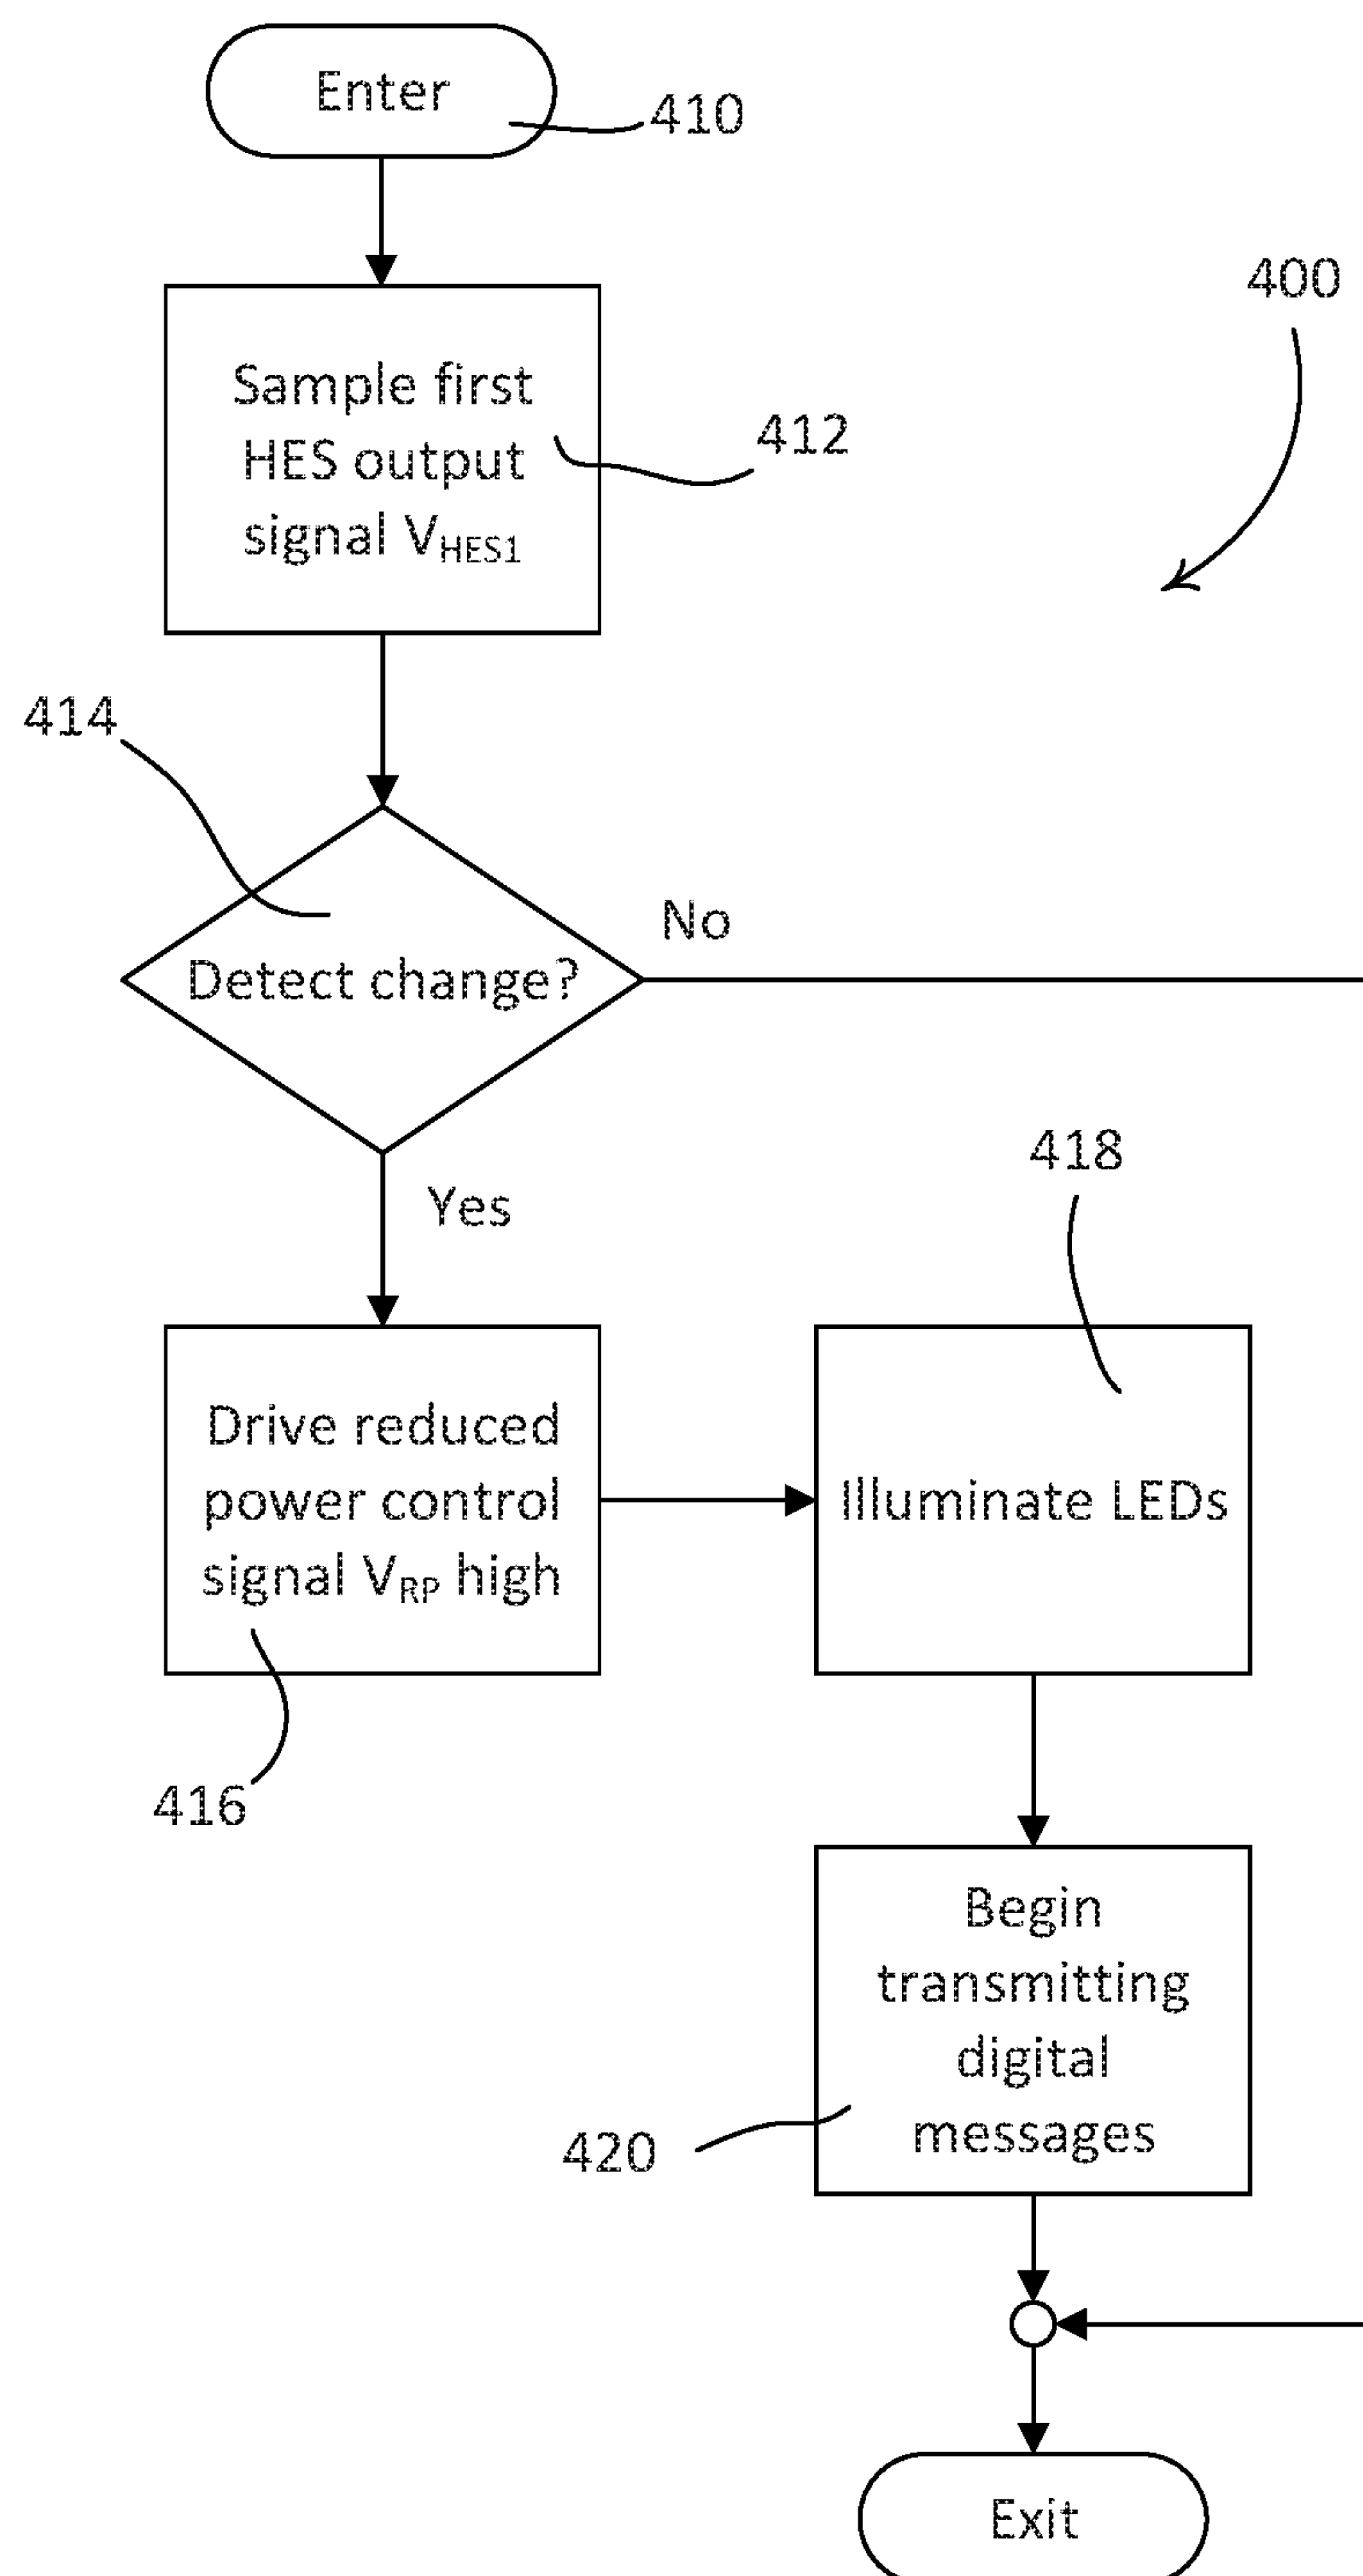 Enter
410
400
Sample first
HES output
signal VHES1
412
414
Detect change?
No
Yes
418
Drive reduced
power control
signal VRP high
Illuminate LEDs
416
Begin
transmitting
digital
messages
420
Exit